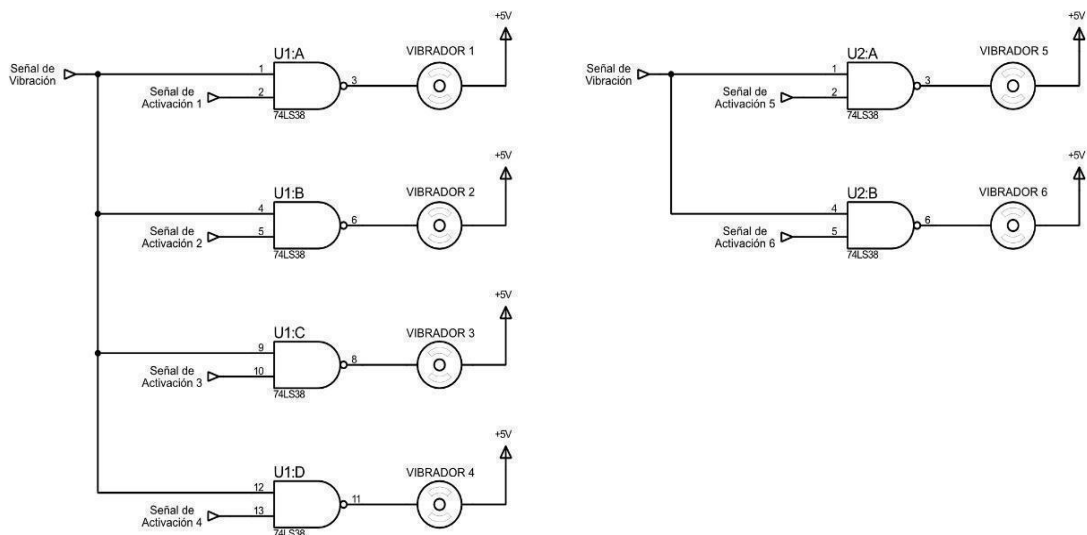 +5V
U1:A
VIBRADOR 1
Señal de
Vibración
1
3
Señal de
Activación 1
2
74LS38
+5V
U1:B
VIBRADOR 2
4
6
Señal de
Activación 2
5
74LS38
+5V
U1:C
VIBRADOR 3
9
8
Señal de
Activación 3
10
74LS38
+5V
U1:D
VIBRADOR 4
12
11
Señal de
Activación 4
13
74LS38
+5V
U2:A
VIBRADOR 5
Señal de
Vibración
1
3
Señal de
Activación 5
2
74LS38
+5V
U2:B
VIBRADOR 6
4
6
Señal de
Activación 6
5
74LS38